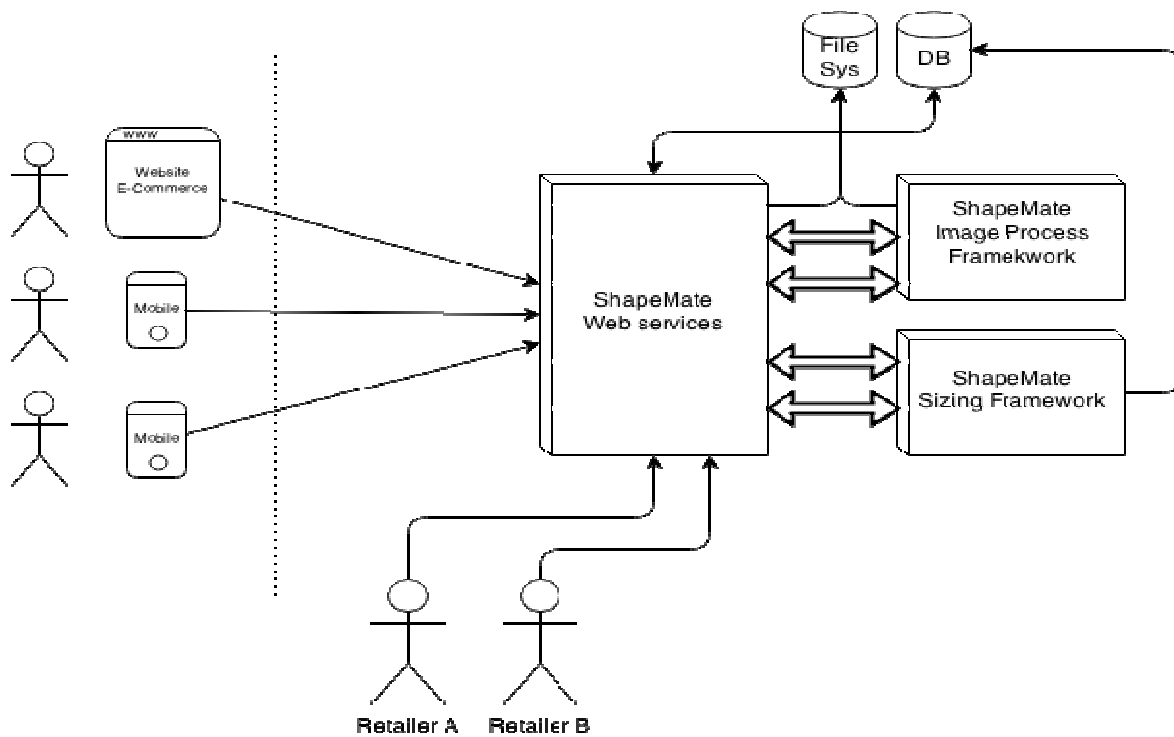 File
Sys
DB
www
Website
E-Commerce
Mobile
Mobile
ShapeMate
Web services
ShapeMate
Image Process
Framekwork
ShapeMate
Sizing Framework
Retailer A
Retailer B